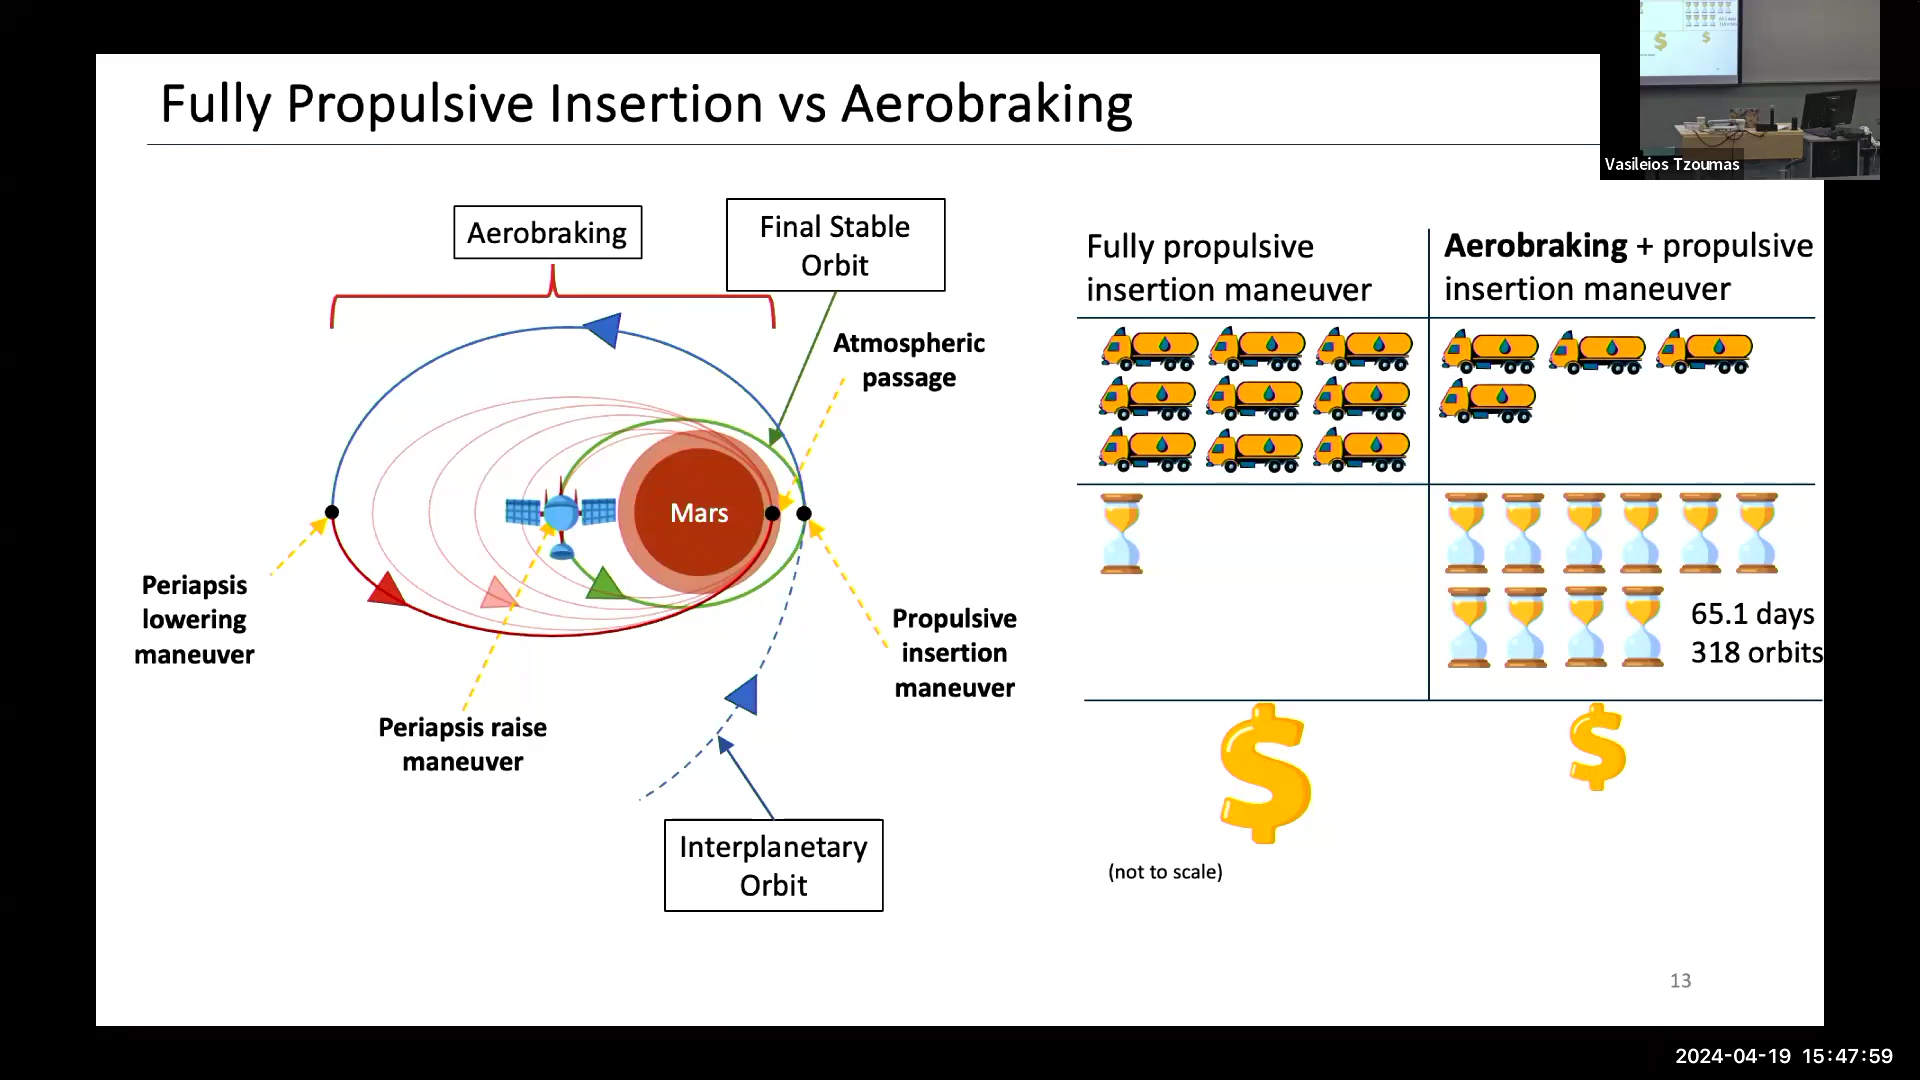 Fully Propulsive Insertion vs Aerobraking
Vasileios Tzoumas
Aerobraking
Final Stable
Orbit
Atmospheric
passage
Mars
Periapsis
lowering
maneuver
Periapsis raise
maneuver
Propulsive
insertion
maneuver
Interplanetary
Orbit
Fully propulsive
insertion maneuver
Aerobraking + propulsive
insertion maneuver
65.1 days
318 orbits
$ $
(not to scale)
13
2024-04-19 15:47:59